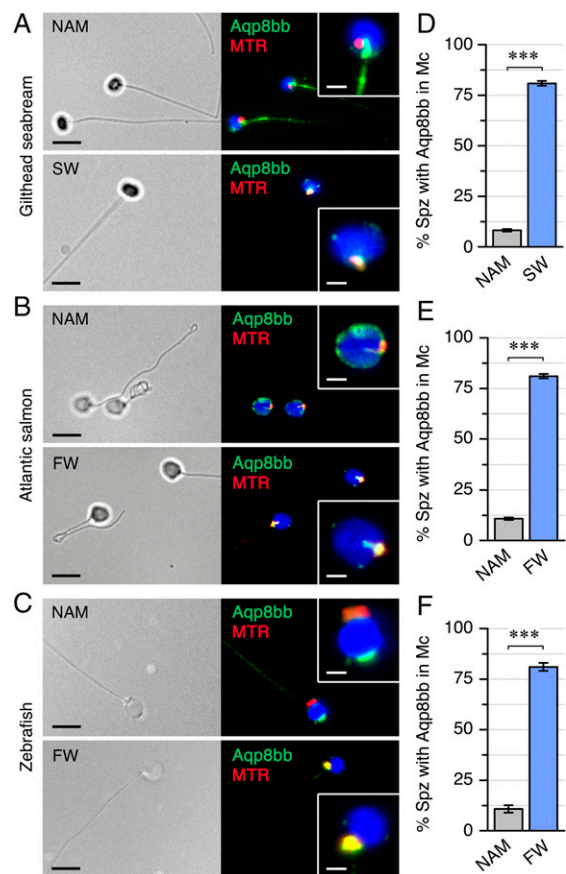 A
Gilthead seabream
NAM
Aqp8bb
MTR
SW
Aqp8bb
MTR
B
Atlantic salmon
NAM
Aqp8bb
MTR
FW
Aqp8bb
MTR
C
Zebrafish
NAM
Aqp8bb
MTR
FW
Aqp8bb
MTR
D
% Spz with Aqp8bb in Mc
100
75
50
25
0
***
NAM
SW
E
% Spz with Aqp8bb in Mc
100
75
50
25
0
***
NAM
FW
F
% Spz with Aqp8bb in Mc
100
75
50
25
0
***
NAM
FW